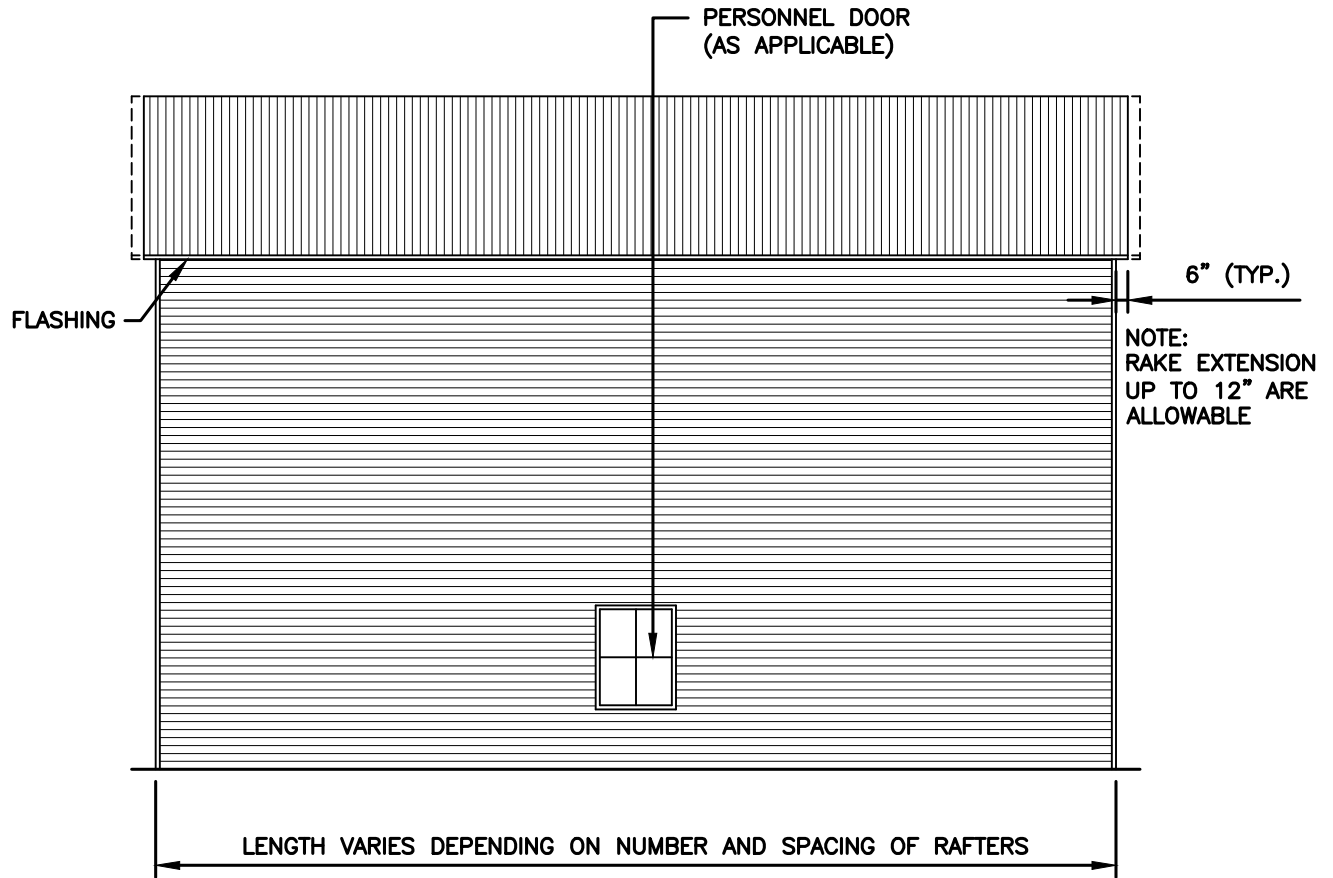 PERSONNEL DOOR
(AS APPLICABLE)
FLASHING
6" (TYP.)
NOTE:
RAKE EXTENSION
UP TO 12" ARE
ALLOWABLE
LENGTH VARIES DEPENDING ON NUMBER AND SPACING OF RAFTERS